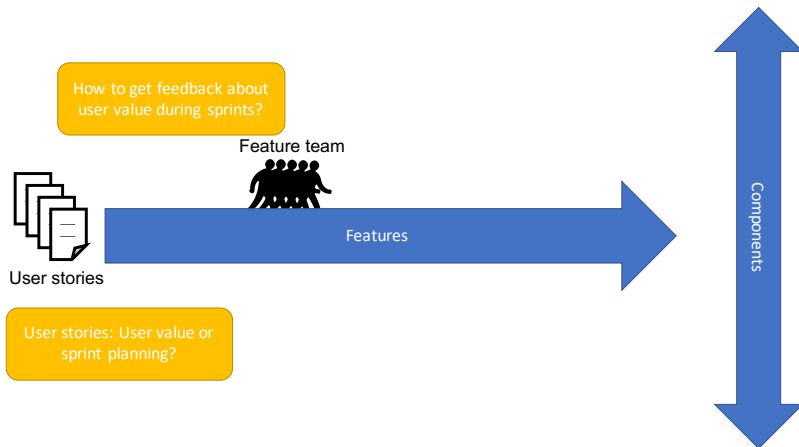 How to get feedback about
user value during sprints?
Feature team
Features
User stories
User stories: User value or
sprint planning?
Components